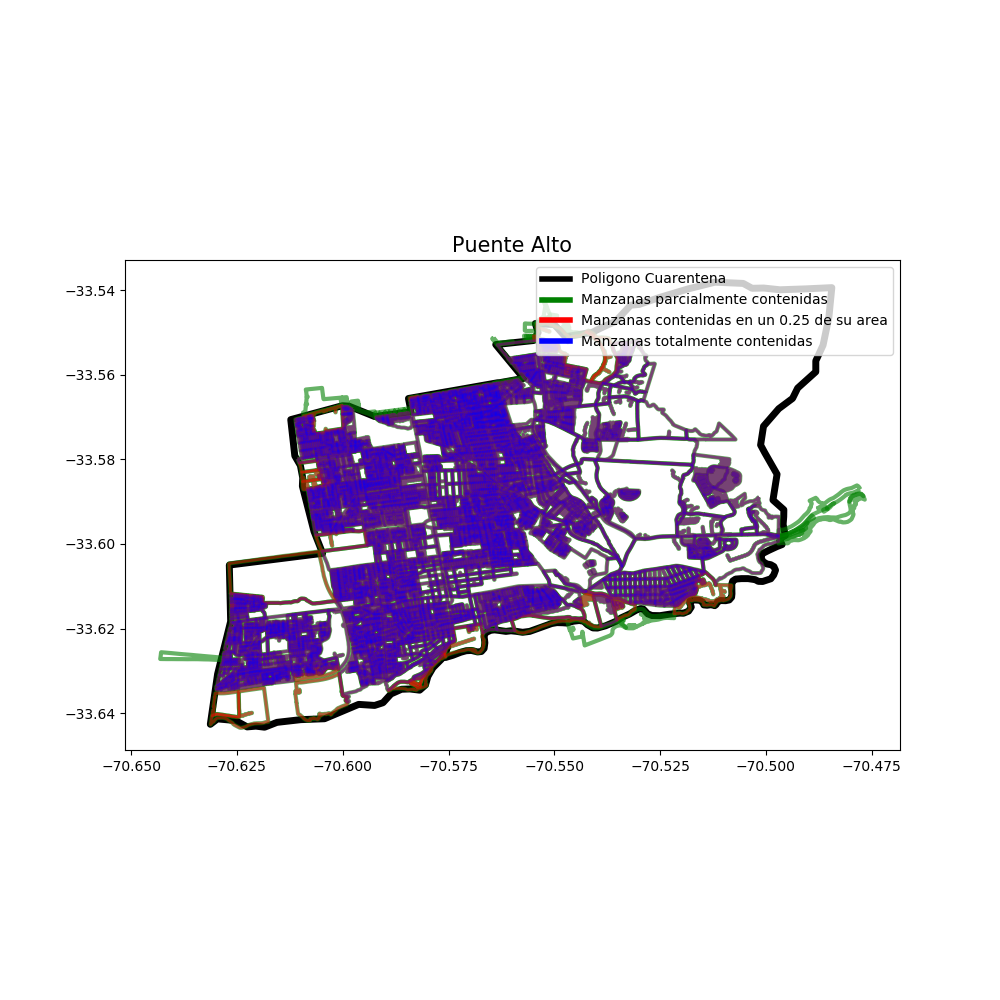 Puente Alto
Poligono Cuarentena
Manzanas parcialmente contenidas
Manzanas contenidas en un 0.25 de su area
Manzanas totalmente contenidas
−33.54
−33.56
−33.58
−33.60
−33.62
−33.64
−70.650 −70.625 −70.600 −70.575 −70.550 −70.525 −70.500 −70.475